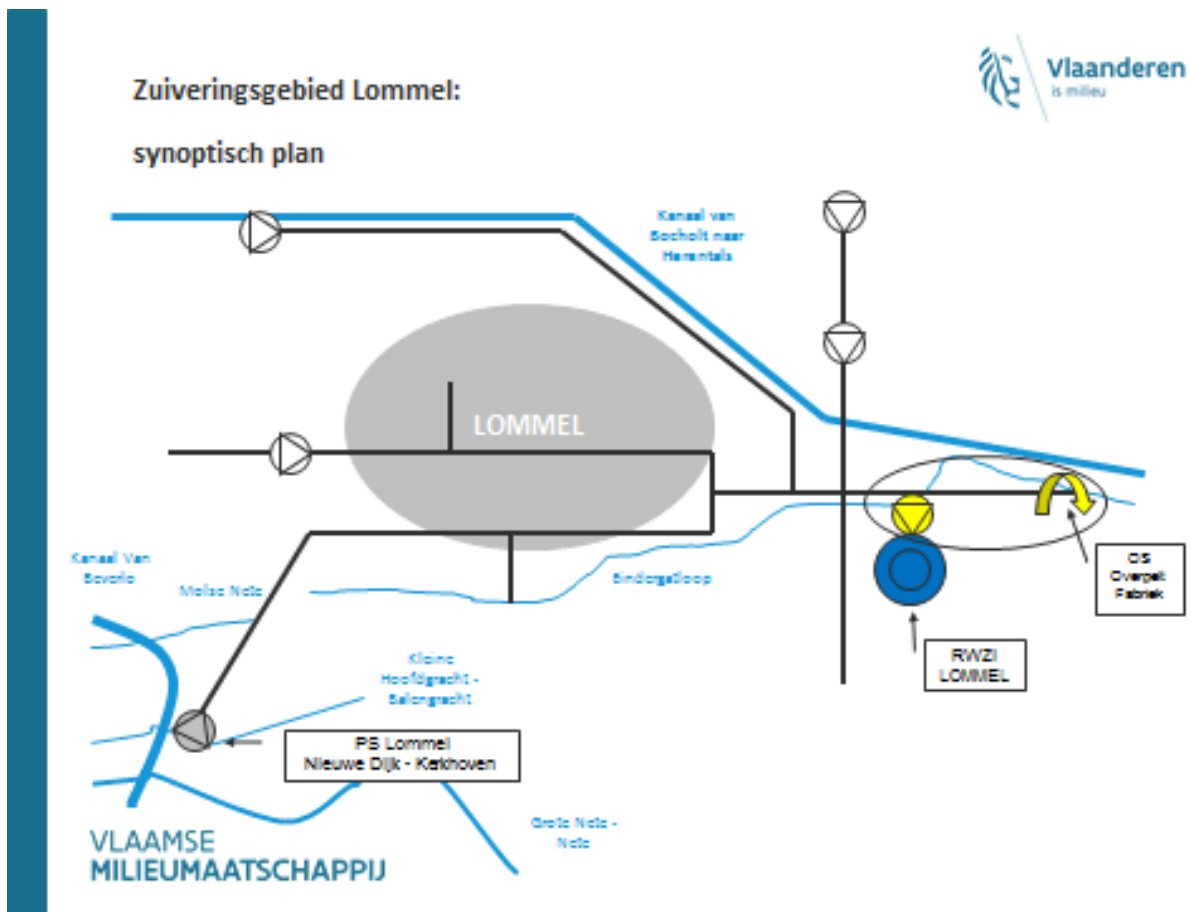 Vlaanderen
is milieu
Zuiveringsgebied Lommel:
synoptisch plan
Kanaal van
Bocholt naar
Herentals
LOMMEL
Kanaal Van
Beverlo
Molse Nete
Eindergatloop
OS
Overpelt
Fabriek
RWZI
LOMMEL
Kleine
Hoofdgracht -
Balengracht
PS Lommel
Nieuwe Dijk - Kerkhoven
Grote Nete -
Nete
VLAAMSE
MILIEUMAATSCHAPPIJ